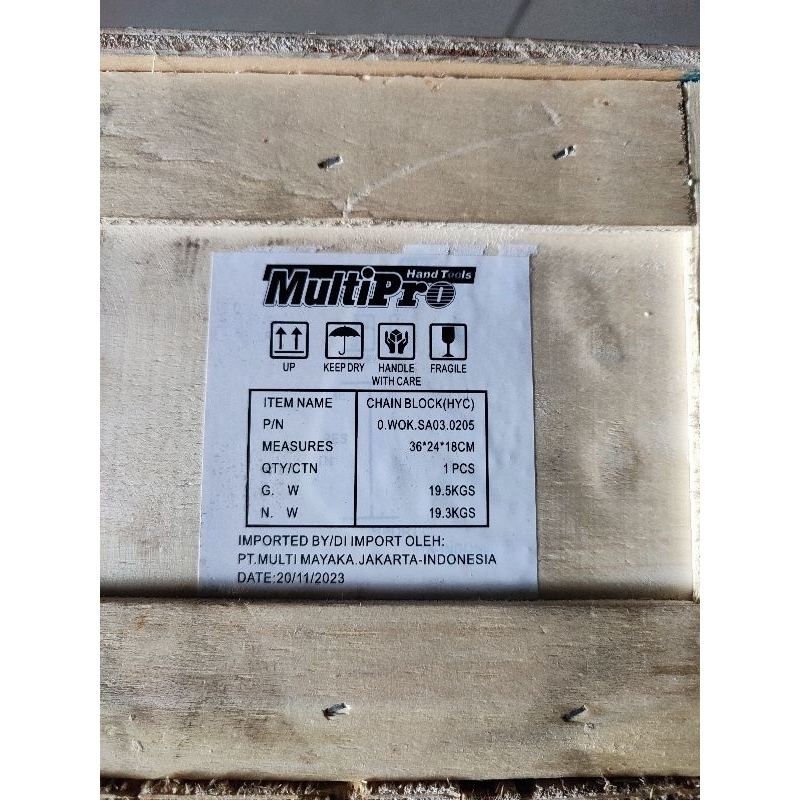 Hand Tools
MultiPro
UP KEEP DRY HANDLE WITH CARE FRAGILE
ITEM NAME CHAIN BLOCK(HYC)
P/N 0.WOK.SA03.0205
MEASURES 36*24*18CM
QTY/CTN 1 PCS
G. W 19.5KGS
N. W 19.3KGS
IMPORTED BY/DI IMPORT OLEH:
PT.MULTI MAYAKA.JAKARTA-INDONESIA
DATE:20/11/2023